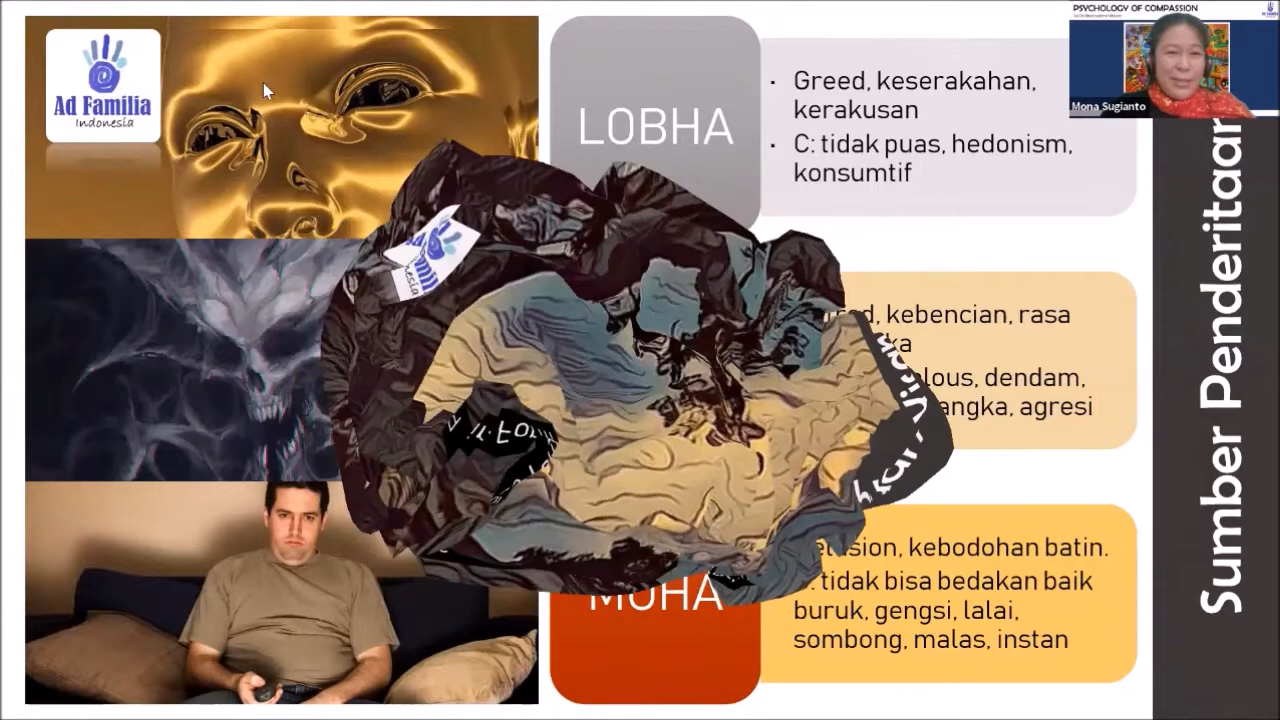 PSYCHOLOGY OF COMPASSION
Mona Sugianto
Ad Familia
Indonesia
LOBHA
• Greed, keserakahan,
kerakusan
• C: tidak puas, hedonism,
konsumtif
kebencian, rasa
dendam,
agresi
MOHA
kebodohan batin.
tidak bisa bedakan baik
buruk, gengsi, lalai,
sombong, malas, instan
Sumber Penderitaan